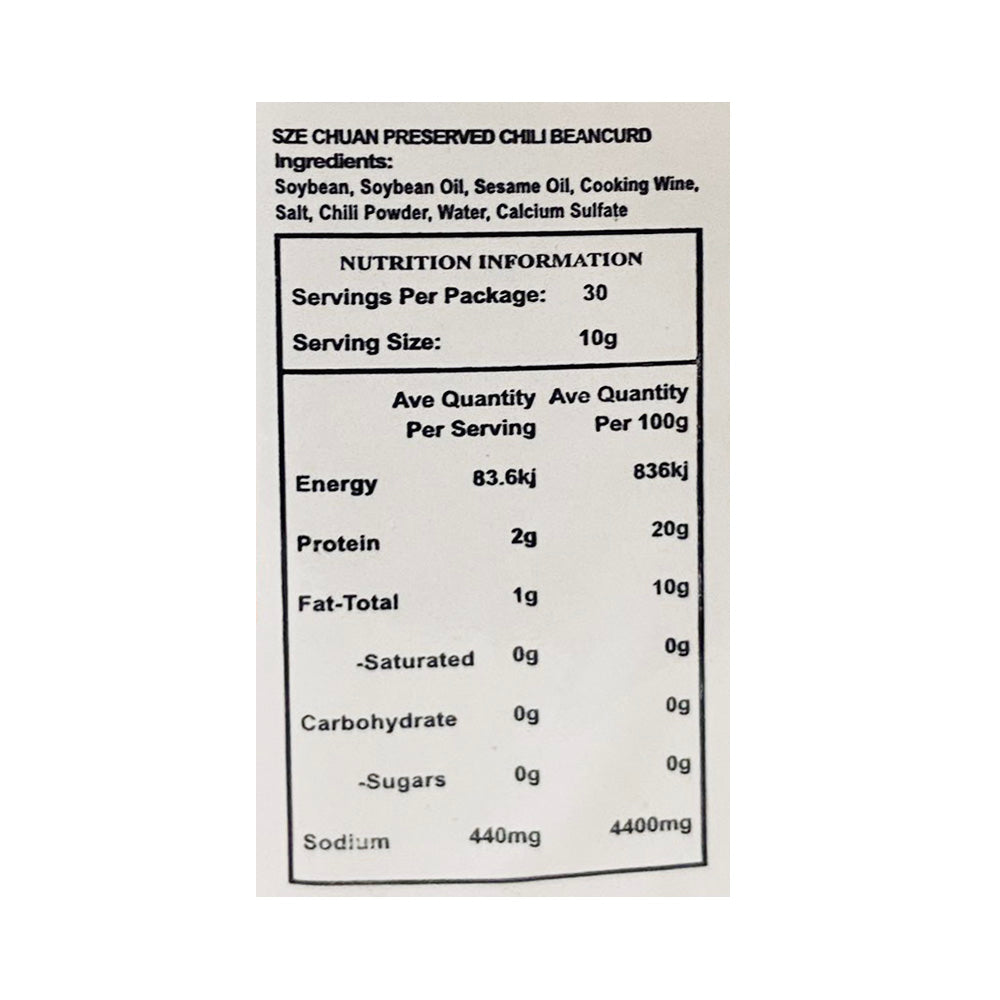 SZE CHUAN PRESERVED CHILI BEANCURD
Ingredients:
Soybean, Soybean Oil, Sesame Oil, Cooking Wine,
Salt, Chili Powder, Water, Calcium Sulfate
NUTRITION INFORMATION
Servings Per Package: 30
Serving Size: 10g
Ave Quantity Ave Quantity
Per Serving Per 100g
Energy 83.6kj 836kj
Protein 2g 20g
Fat-Total 1g 10g
-Saturated 0g 0g
Carbohydrate 0g 0g
-Sugars 0g 0g
Sodium 440mg 4400mg